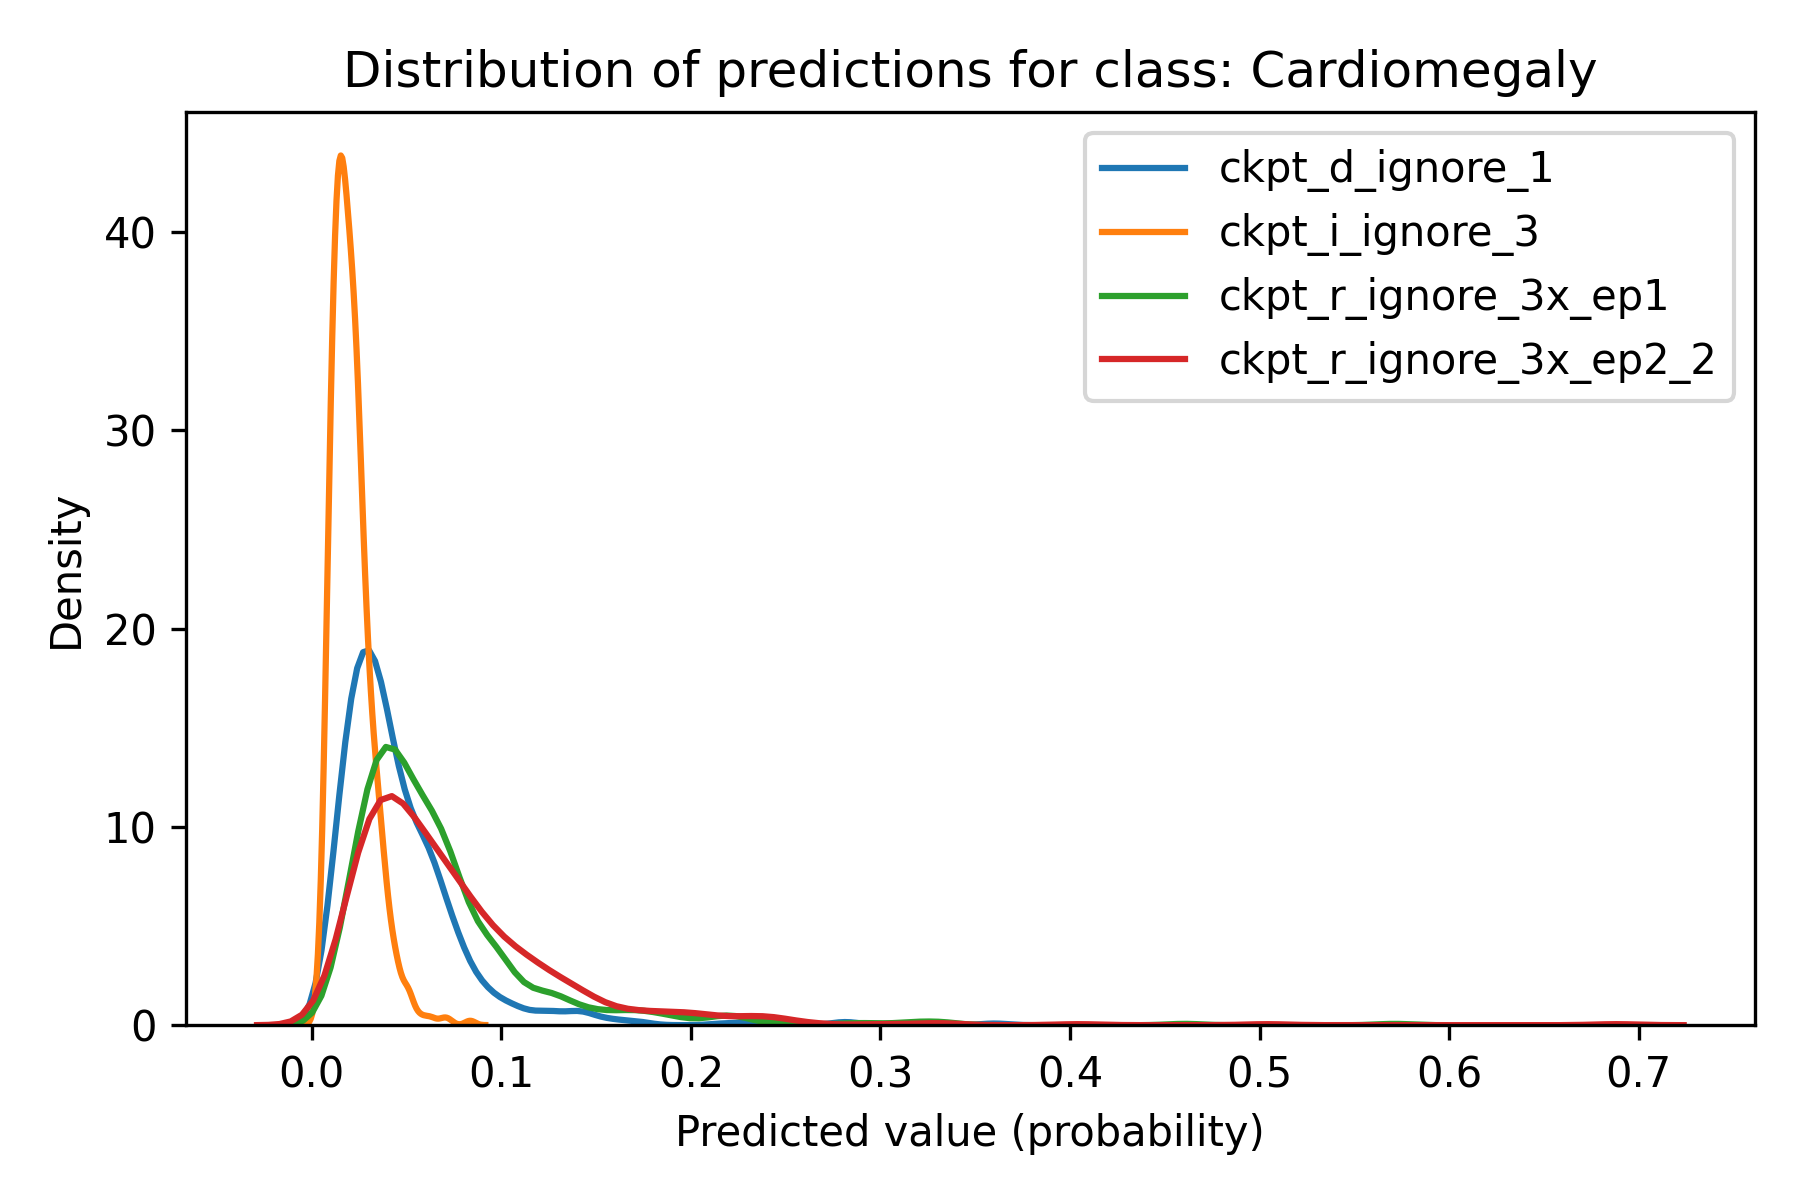 Distribution of predictions for class: Cardiomegaly
ckpt_d_ignore_1
ckpt_i_ignore_3
ckpt_r_ignore_3x_ep1
ckpt_r_ignore_3x_ep2_2
Density
40
30
20
10
0
0.0 0.1 0.2 0.3 0.4 0.5 0.6 0.7
Predicted value (probability)